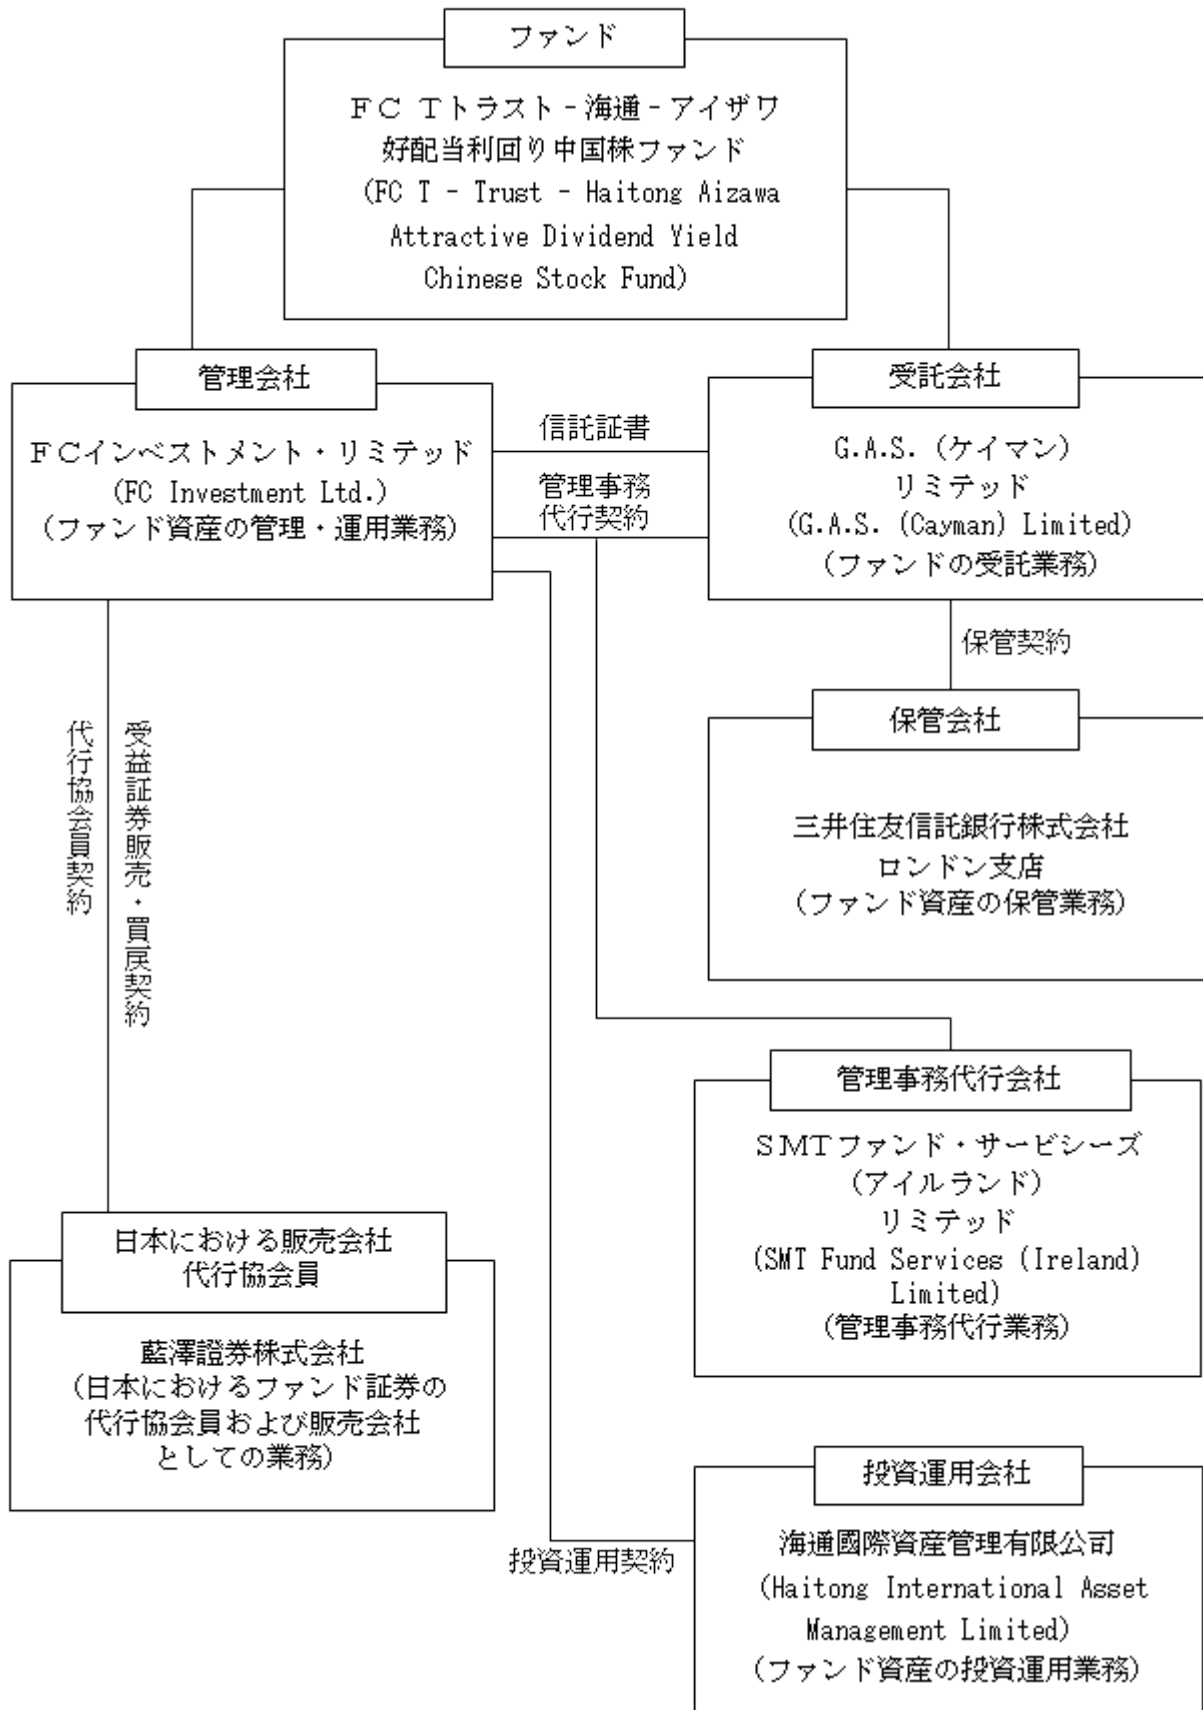 ファンド
ＦＣ Ｔトラスト－海通－アイザワ
好配当利回り中国株ファンド
(FC T - Trust - Haitong Aizawa
Attractive Dividend Yield
Chinese Stock Fund)
管理会社
ＦＣインベストメント・リミテッド
(FC Investment Ltd.)
(ファンド資産の管理・運用業務)
信託証書
管理事務
代行契約
受託会社
G.A.S. (ケイマン)
リミテッド
(G.A.S. (Cayman) Limited)
(ファンドの受託業務)
保管契約
保管会社
三井住友信託銀行株式会社
ロンドン支店
(ファンド資産の保管業務)
代行協会員契約
受益証券販売・買戻契約
管理事務代行会社
ＳＭＴファンド・サービシーズ
(アイルランド)
リミテッド
(SMT Fund Services (Ireland)
Limited)
(管理事務代行業務)
日本における販売会社
代行協会員
藍澤證券株式会社
(日本におけるファンド証券の
代行協会員および販売会社
としての業務)
投資運用契約
投資運用会社
海通國際資産管理有限公司
(Haitong International Asset
Management Limited)
(ファンド資産の投資運用業務)